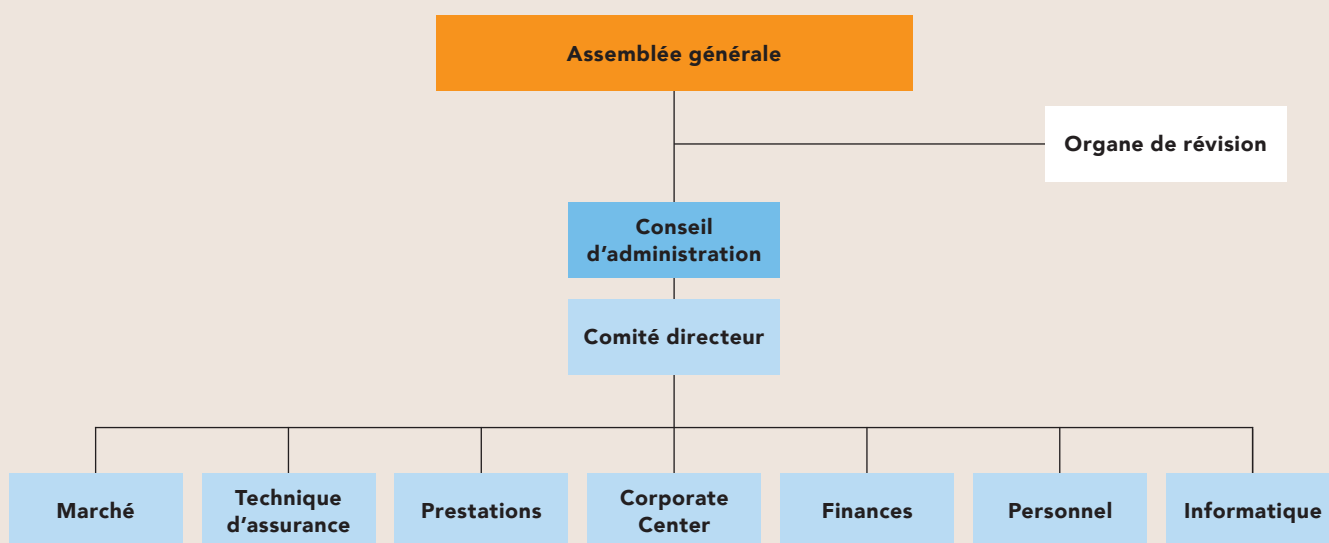 Assemblée générale
Organe de révision
Conseil
d’administration
Comité directeur
Marché
Technique
d’assurance
Prestations
Corporate
Center
Finances
Personnel
Informatique